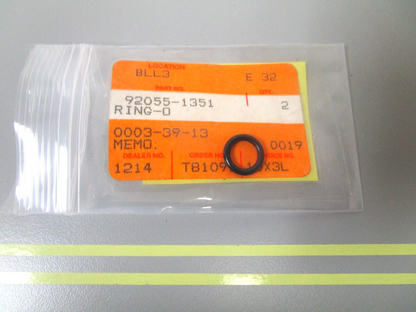 LOCATION
BLL3 E 32
PART NO. QTY.
92055-1351 2
RING-O
0003-39-13
MEMO. 0019
DEALER NO. ORDER NO.
1214 TB109